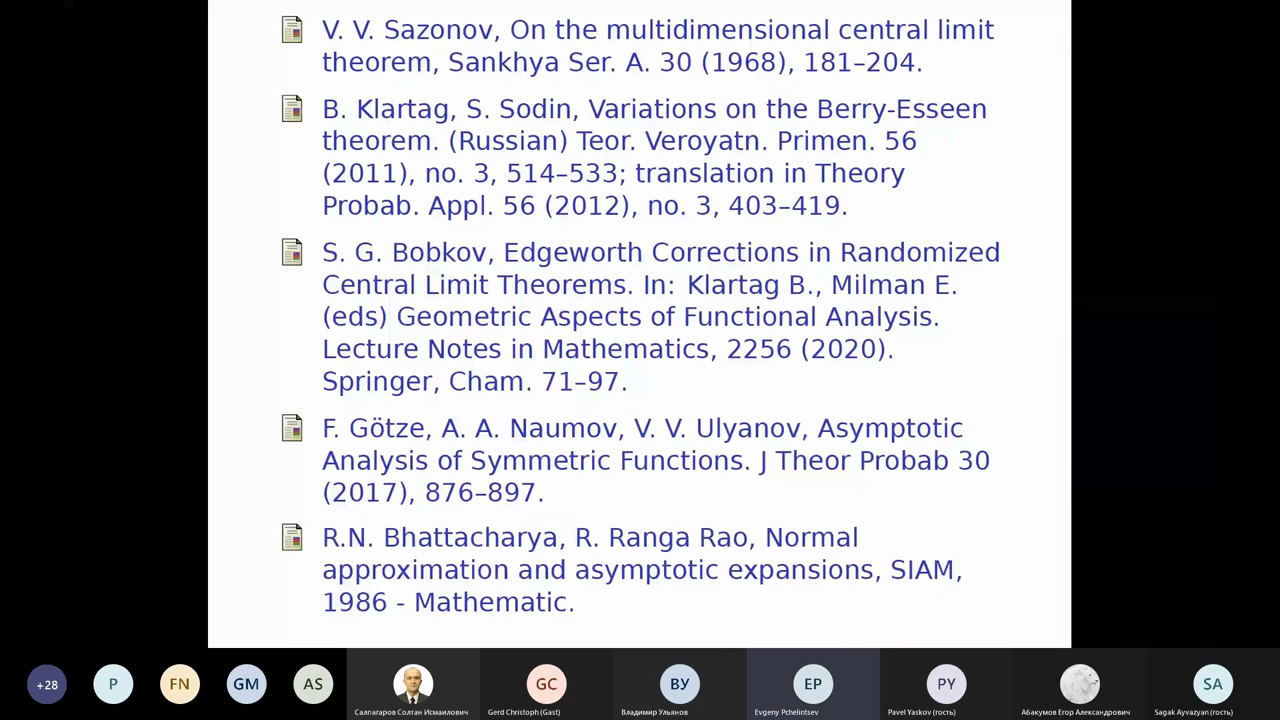 V. V. Sazonov, On the multidimensional central limit
theorem, Sankhya Ser. A. 30 (1968), 181–204.
B. Klartag, S. Sodin, Variations on the Berry-Esseen
theorem. (Russian) Teor. Veroyatn. Primen. 56
(2011), no. 3, 514–533; translation in Theory
Probab. Appl. 56 (2012), no. 3, 403–419.
S. G. Bobkov, Edgeworth Corrections in Randomized
Central Limit Theorems. In: Klartag B., Milman E.
(eds) Geometric Aspects of Functional Analysis.
Lecture Notes in Mathematics, 2256 (2020).
Springer, Cham. 71–97.
F. Götze, A. A. Naumov, V. V. Ulyanov, Asymptotic
Analysis of Symmetric Functions. J Theor Probab 30
(2017), 876–897.
R.N. Bhattacharya, R. Ranga Rao, Normal
approximation and asymptotic expansions, SIAM,
1986 - Mathematic.
+28 P FN GM AS GC ВУ EP PY SA
Салпагаров Солтан Исмаилович Gerd Christoph (Gast) Владимир Ульянов Evgeny Pchelintsev Pavel Yaskov (гость) Абакумов Егор Александрович Sagak Ayvazyan (гость)